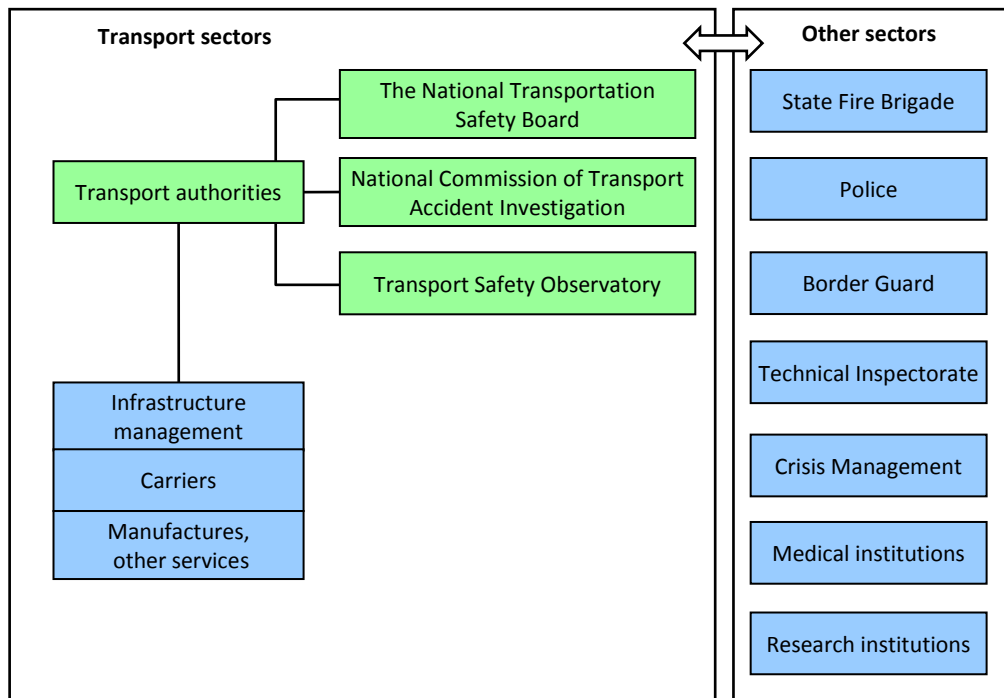 Transport sectors
The National Transportation
Safety Board
Transport authorities
National Commission of Transport
Accident Investigation
Transport Safety Observatory
Infrastructure
management
Carriers
Manufactures,
other services
Other sectors
State Fire Brigade
Police
Border Guard
Technical Inspectorate
Crisis Management
Medical institutions
Research institutions